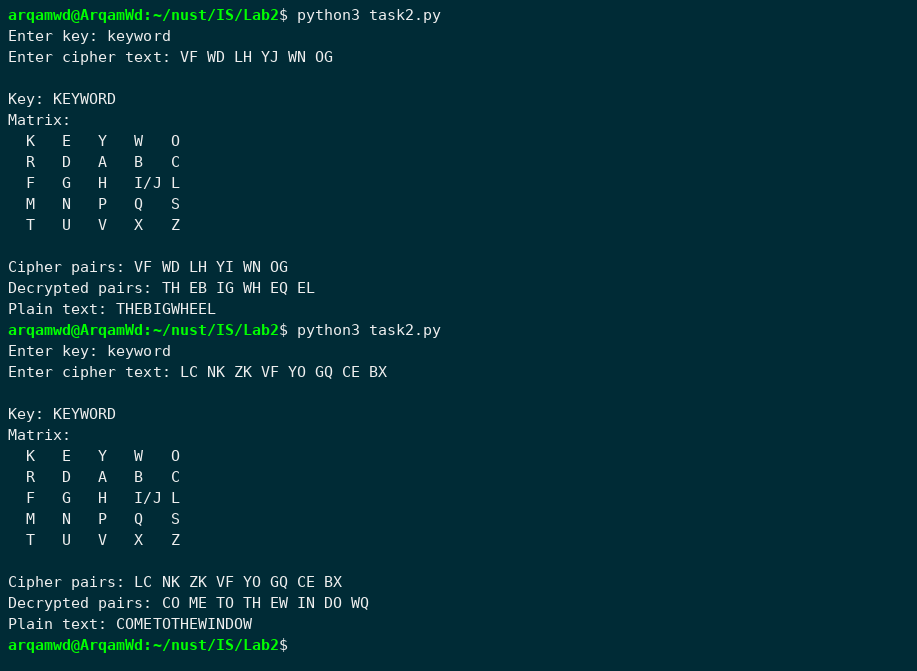 arqamwd@ArqamWd:~/nust/IS/Lab2$ python3 task2.py
Enter key: keyword
Enter cipher text: VF WD LH YJ WN OG
Key: KEYWORD
Matrix:
K E Y W O
R D A B C
F G H I/J L
M N P Q S
T U V X Z
Cipher pairs: VF WD LH YI WN OG
Decrypted pairs: TH EB IG WH EQ EL
Plain text: THEBIGWHEEL
arqamwd@ArqamWd:~/nust/IS/Lab2$ python3 task2.py
Enter key: keyword
Enter cipher text: LC NK ZK VF YO GQ CE BX
Key: KEYWORD
Matrix:
K E Y W O
R D A B C
F G H I/J L
M N P Q S
T U V X Z
Cipher pairs: LC NK ZK VF YO GQ CE BX
Decrypted pairs: CO ME TO TH EW IN DO WQ
Plain text: COMETOTHEWINDOW
arqamwd@ArqamWd:~/nust/IS/Lab2$